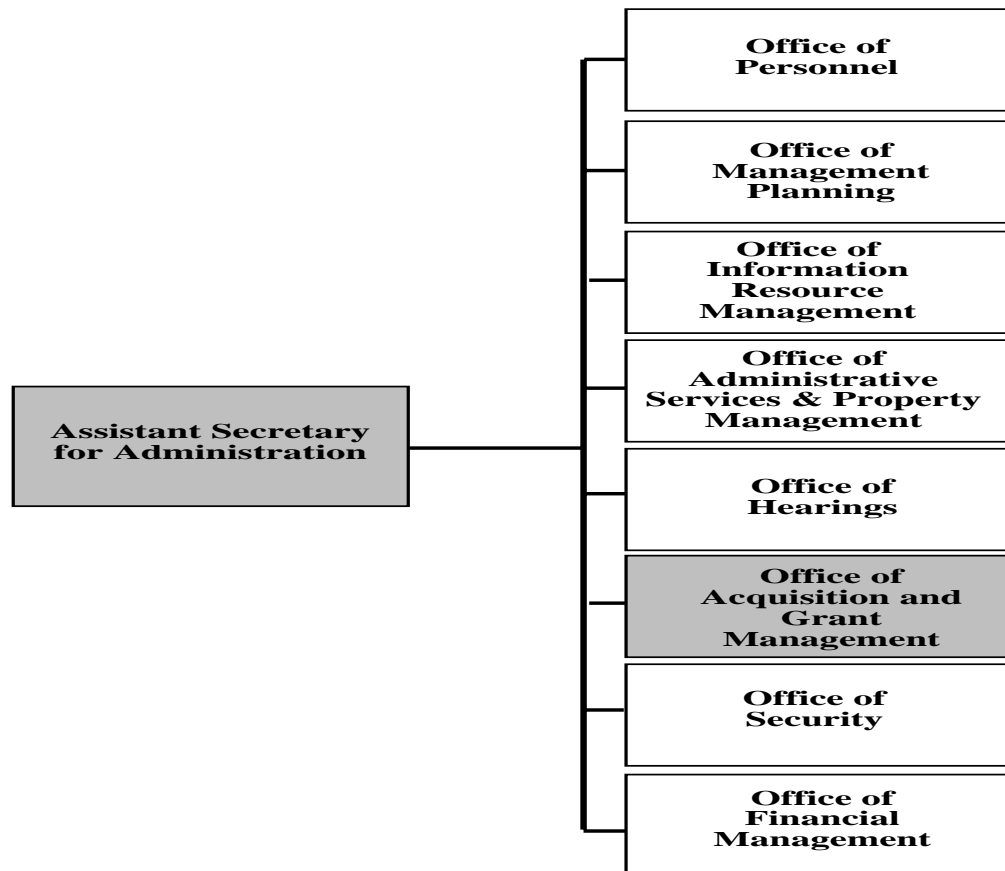 Office of
Personnel
Office of
Management
Planning
Office of
Information
Resource
Management
Office of
Administrative
Services & Property
Management
Assistant Secretary
for Administration
Office of
Hearings
Office of
Acquisition and
Grant
Management
Office of
Security
Office of
Financial
Management